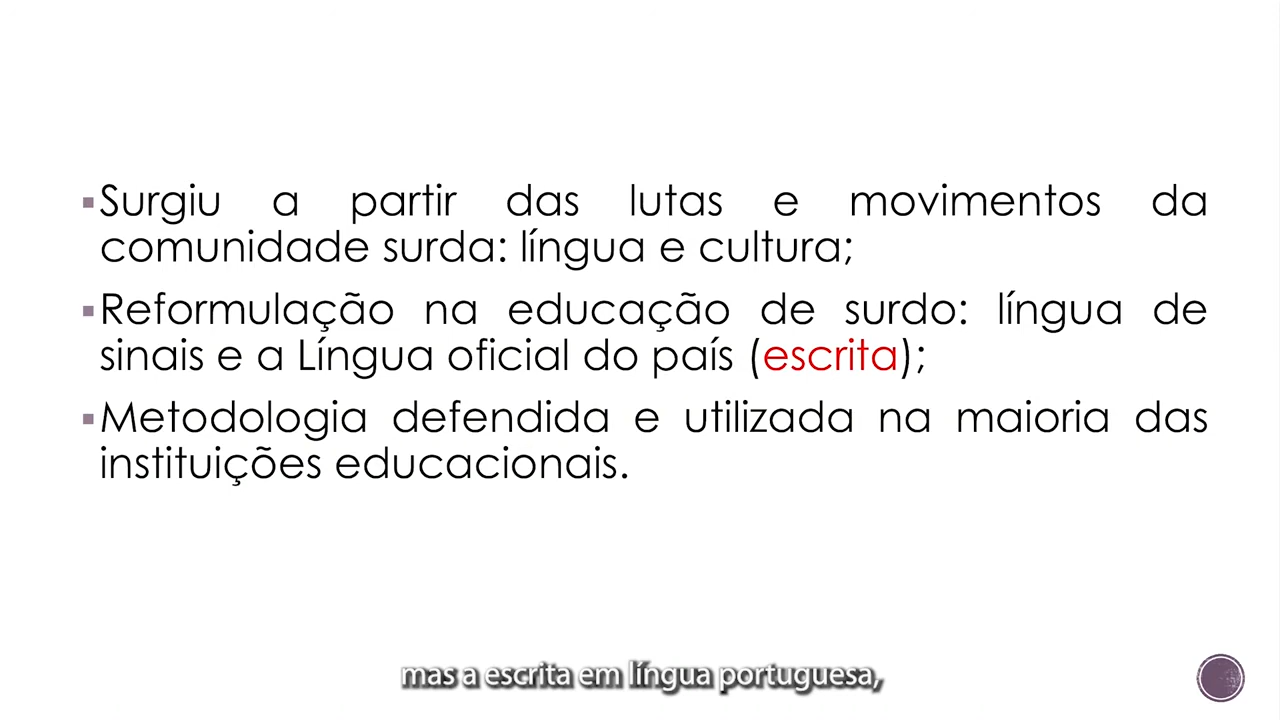 ▪Surgiu a partir das lutas e movimentos da
comunidade surda: língua e cultura;
▪Reformulação na educação de surdo: língua de
sinais e a Língua oficial do país (escrita);
▪Metodologia defendida e utilizada na maioria das
instituições educacionais.
mas a escrita em língua portuguesa,